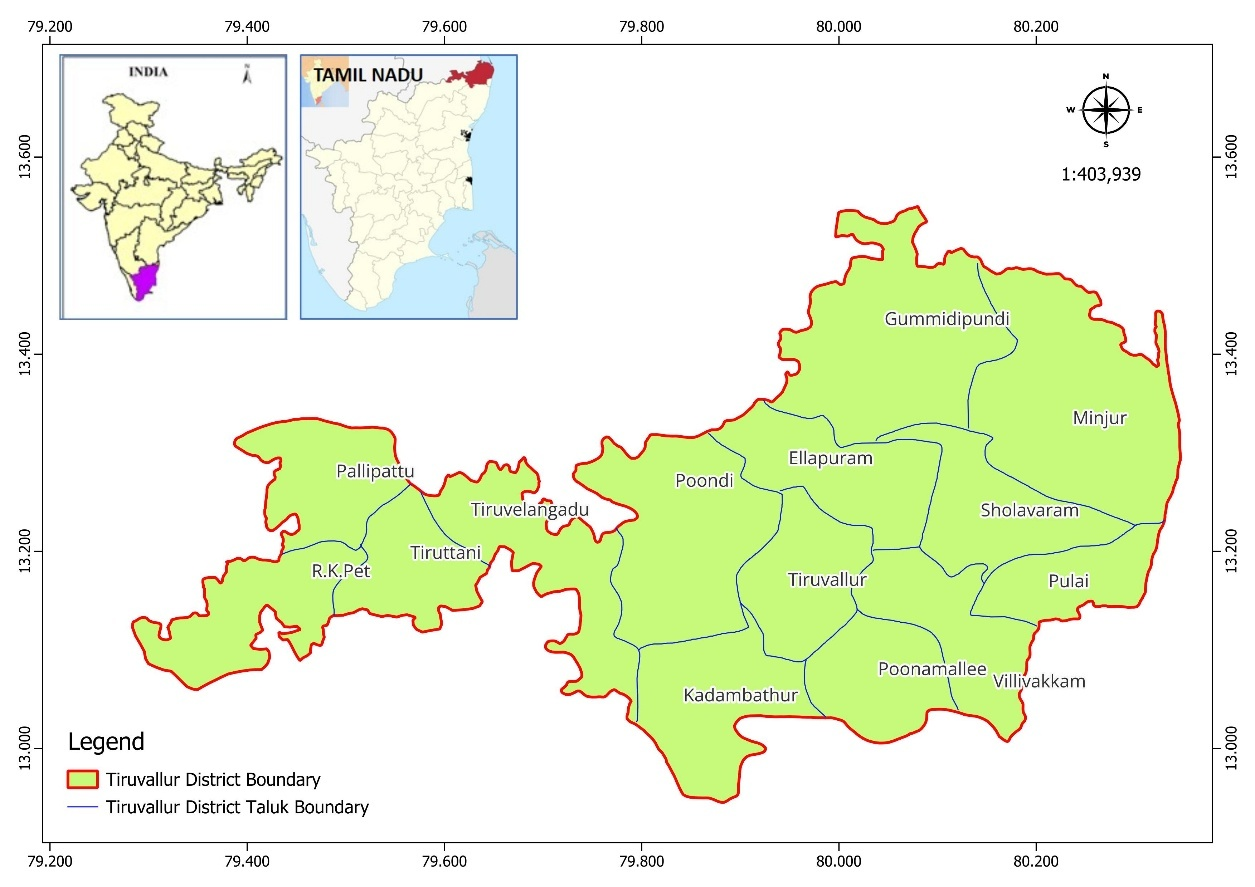 79.200 79.400 79.600 79.800 80.000 80.200
INDIA
N
TAMIL NADU
N
W E
S
1:403,939
13.600
13.600
13.400
13.400
13.200
13.200
13.000
13.000
Gummidipundi
Minjur
Ellapuram
Pallipattu
Poondi
Tiruvelangadu
Sholavaram
Tiruttani
R.K.Pet
Tiruvallur
Pulai
Poonamallee
Villivakkam
Kadambathur
Legend
Tiruvallur District Boundary
Tiruvallur District Taluk Boundary
79.200 79.400 79.600 79.800 80.000 80.200